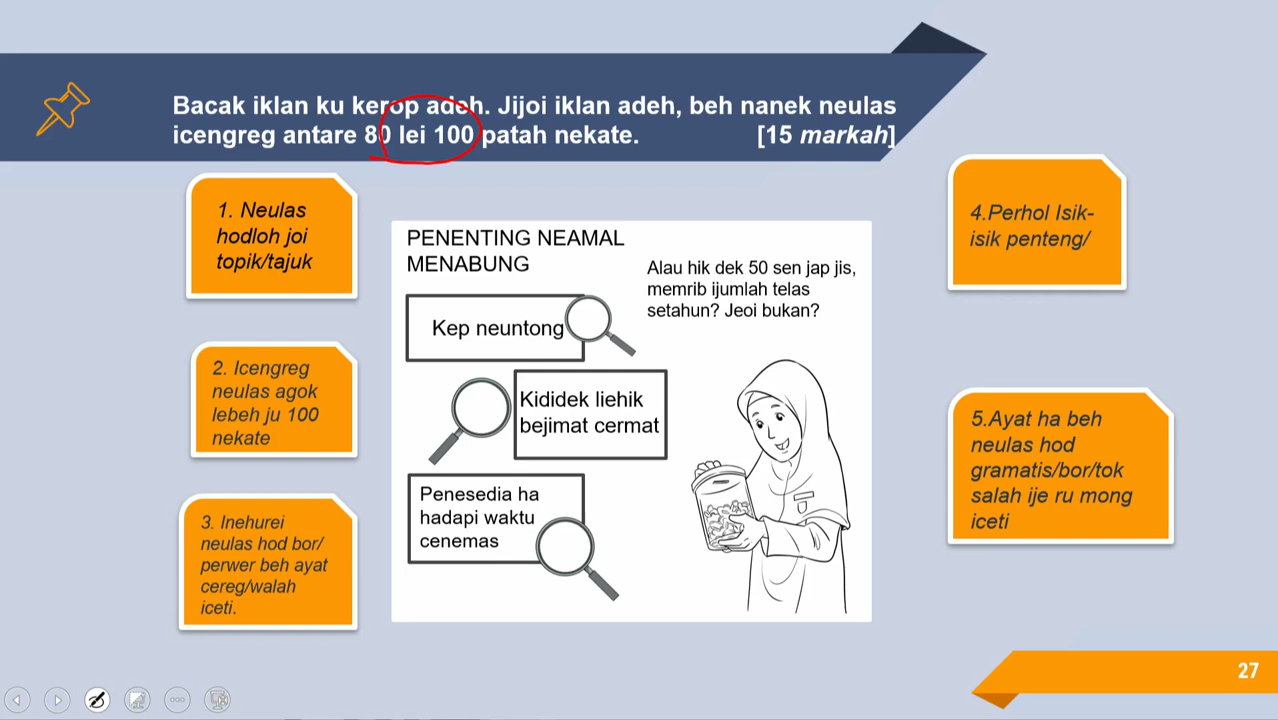 Bacak iklan ku kerop adeh. Jijoi iklan adeh, beh nanek neulas
icengreg antare 80 lei 100 patah nekate. [15 markah]
1. Neulas
hodloh joi
topik/tajuk
2. Icengreg
neulas agok
lebeh ju 100
nekate
3. Inehurei
neulas hod bor/
perwer beh ayat
cereg/walah
iceti.
PENENTING NEAMAL
MENABUNG
Alau hik dek 50 sen jap jis,
memrib ijumlah telas
setahun? Jeoi bukan?
Kep neuntong
Kididek liehik
bejimat cermat
Penesedia ha
hadapi waktu
cenemas
4.Perhol Isik-
isik penteng/
5.Ayat ha beh
neulas hod
gramatis/bor/tok
salah ije ru mong
iceti
27